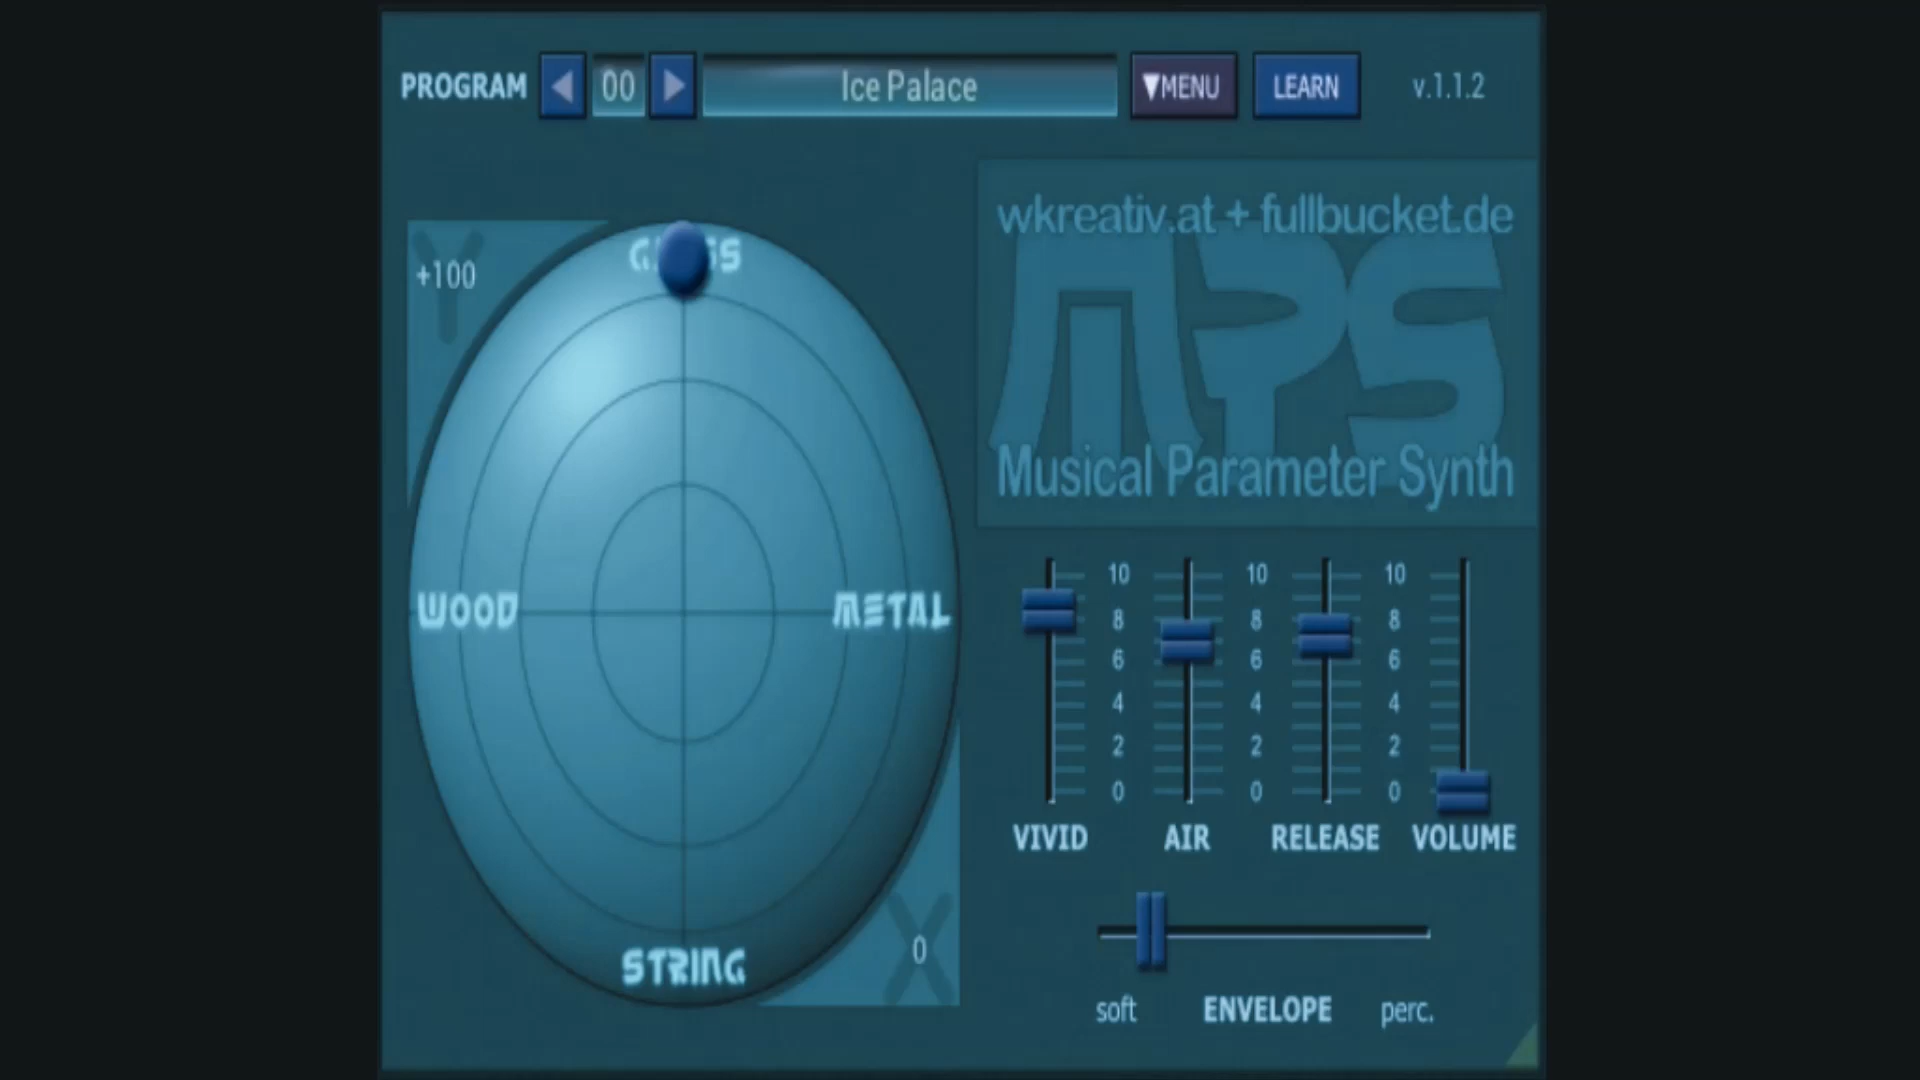 PROGRAM 00 Ice Palace ▼MENU LEARN v.1.1.2
wkreativ.at + fullbucket.de
MPS
Musical Parameter Synth
Y
+100
WOOD
METAL
STRING
X
0
10 10 10
8 8 8
6 6 6
4 4 4
2 2 2
0 0 0
VIVID AIR RELEASE VOLUME
soft ENVELOPE perc.